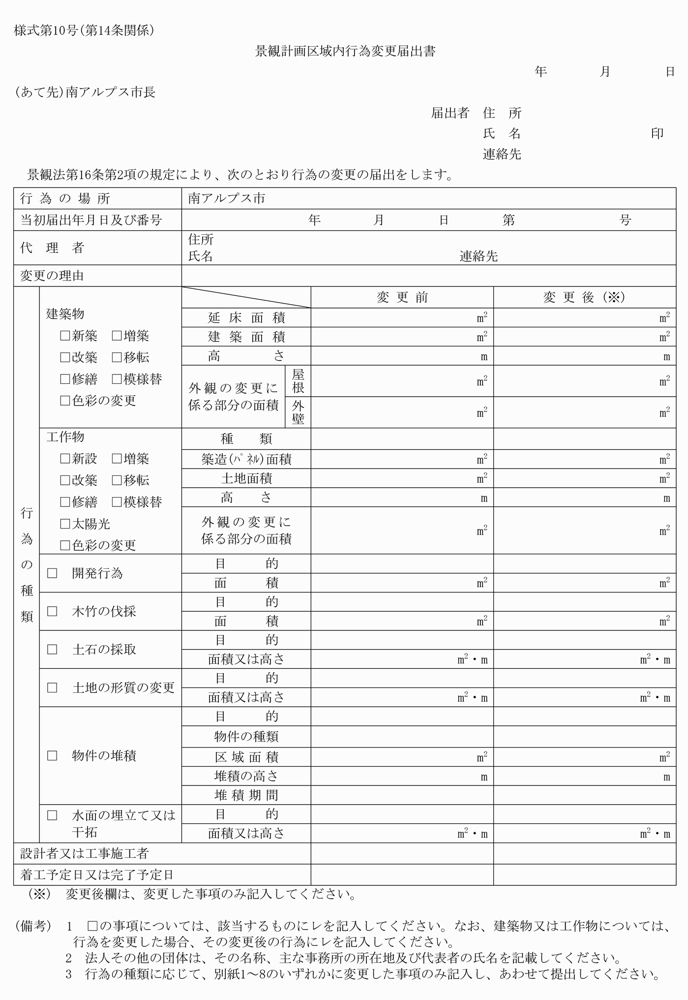 様式第10号(第14条関係)
景観計画区域内行為変更届出書
年　月　日
(あて先)南アルプス市長
届出者　住　所
氏　名　印
連絡先
景観法第16条第2項の規定により、次のとおり行為の変更の届出をします。
行為の場所　南アルプス市
当初届出年月日及び番号　年　月　日　第　号
代理者　住所
氏名　連絡先
変更の理由
行為の種類
建築物
□新築　□増築
□改築　□移転
□修繕　□模様替
□色彩の変更
変更前　変更後(※)
延床面積　m²　m²
建築面積　m²　m²
高さ　m　m
外観の変更に
係る部分の面積
屋根　m²　m²
外壁　m²　m²
工作物
□新設　□増築
□改築　□移転
□修繕　□模様替
□太陽光
□色彩の変更
種類
築造(ﾊﾟﾈﾙ)面積　m²　m²
土地面積　m²　m²
高さ　m　m
外観の変更に
係る部分の面積　m²　m²
□　開発行為
目的
面積　m²　m²
□　木竹の伐採
目的
面積　m²　m²
□　土石の採取
目的
面積又は高さ　m²・m　m²・m
□　土地の形質の変更
目的
面積又は高さ　m²・m　m²・m
□　物件の堆積
目的
物件の種類
区域面積　m²　m²
堆積の高さ　m　m
堆積期間
□　水面の埋立て又は
干拓
目的
面積又は高さ　m²・m　m²・m
設計者又は工事施工者
着工予定日又は完了予定日
(※)　変更後欄は、変更した事項のみ記入してください。
(備考)　1　□の事項については、該当するものにレを記入してください。なお、建築物又は工作物については、
行為を変更した場合、その変更後の行為にレを記入してください。
2　法人その他の団体は、その名称、主な事務所の所在地及び代表者の氏名を記載してください。
3　行為の種類に応じて、別紙1～8のいずれかに変更した事項のみ記入し、あわせて提出してください。